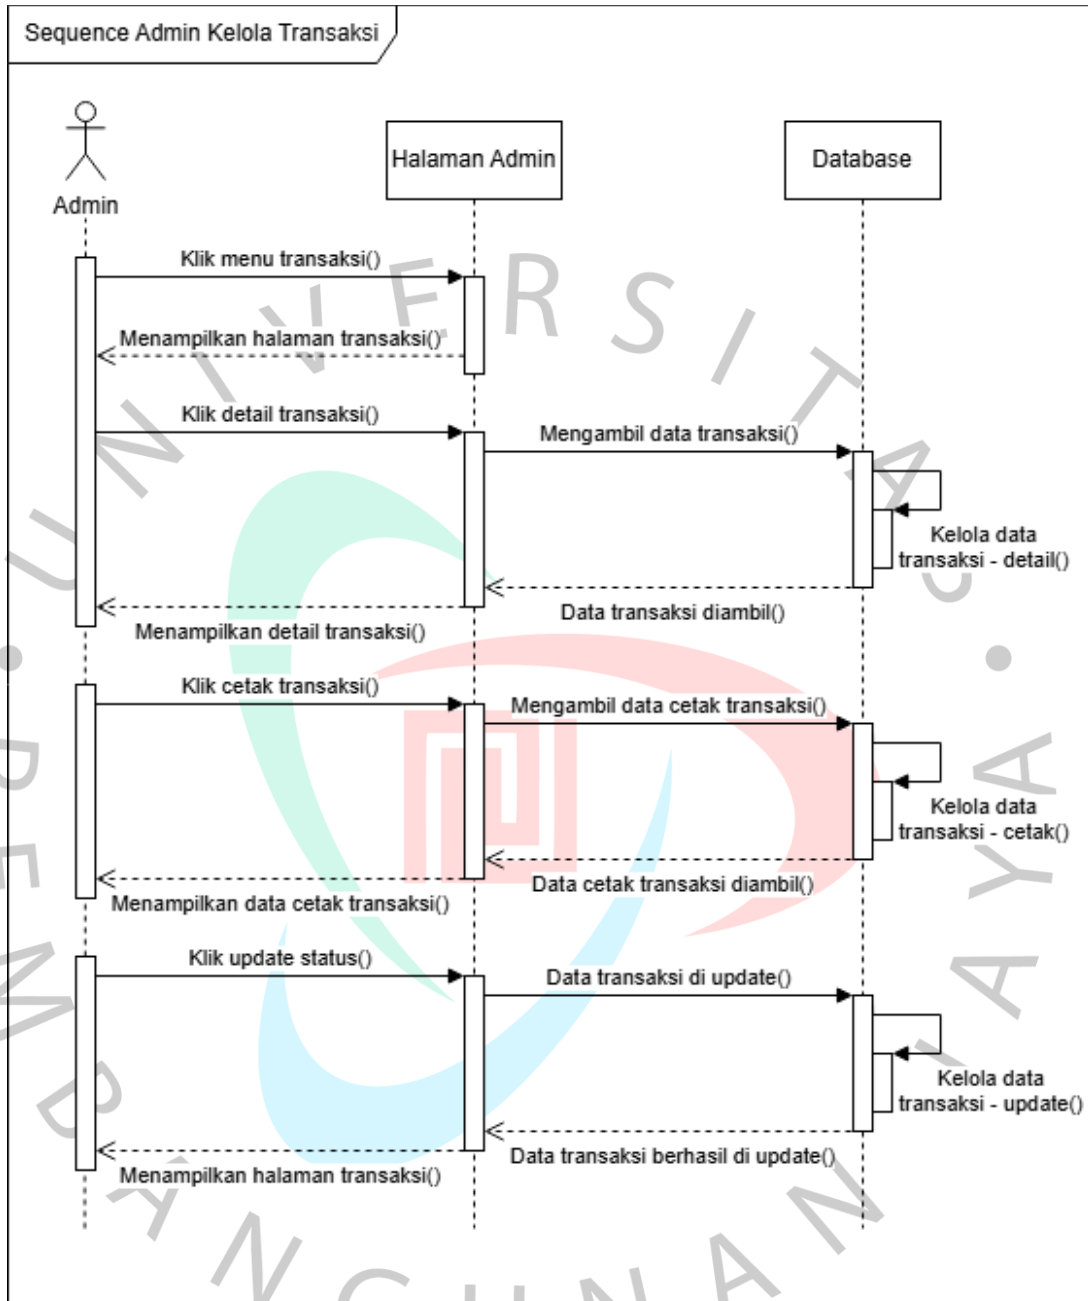 Sequence Admin Kelola Transaksi
Admin
Halaman Admin
Database
Klik menu transaksi()
Menampilkan halaman transaksi()
Klik detail transaksi()
Mengambil data transaksi()
Kelola data
transaksi - detail()
Data transaksi diambil()
Menampilkan detail transaksi()
Klik cetak transaksi()
Mengambil data cetak transaksi()
Kelola data
transaksi - cetak()
Data cetak transaksi diambil()
Menampilkan data cetak transaksi()
Klik update status()
Data transaksi di update()
Kelola data
transaksi - update()
Data transaksi berhasil di update()
Menampilkan halaman transaksi()
UNIVERSITAS
PEMBANGUNAN JAYA